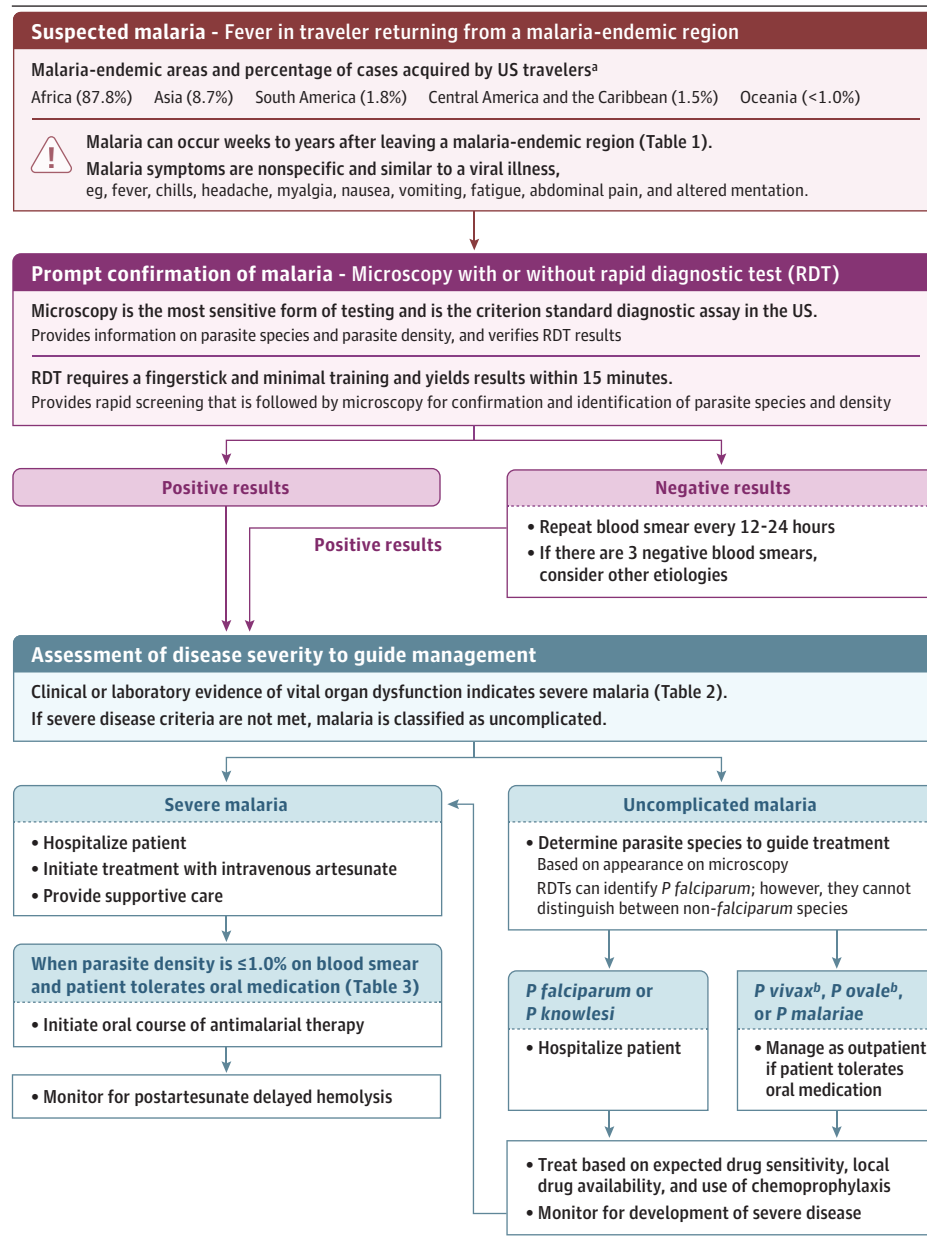 Suspected malaria - Fever in traveler returning from a malaria-endemic region
Malaria-endemic areas and percentage of cases acquired by US travelersᵃ
Africa (87.8%) Asia (8.7%) South America (1.8%) Central America and the Caribbean (1.5%) Oceania (<1.0%)
!
Malaria can occur weeks to years after leaving a malaria-endemic region (Table 1).
Malaria symptoms are nonspecific and similar to a viral illness,
eg, fever, chills, headache, myalgia, nausea, vomiting, fatigue, abdominal pain, and altered mentation.
Prompt confirmation of malaria - Microscopy with or without rapid diagnostic test (RDT)
Microscopy is the most sensitive form of testing and is the criterion standard diagnostic assay in the US.
Provides information on parasite species and parasite density, and verifies RDT results
RDT requires a fingerstick and minimal training and yields results within 15 minutes.
Provides rapid screening that is followed by microscopy for confirmation and identification of parasite species and density
Positive results
Negative results
• Repeat blood smear every 12-24 hours
• If there are 3 negative blood smears,
consider other etiologies
Positive results
Assessment of disease severity to guide management
Clinical or laboratory evidence of vital organ dysfunction indicates severe malaria (Table 2).
If severe disease criteria are not met, malaria is classified as uncomplicated.
Severe malaria
• Hospitalize patient
• Initiate treatment with intravenous artesunate
• Provide supportive care
When parasite density is ≤1.0% on blood smear
and patient tolerates oral medication (Table 3)
• Initiate oral course of antimalarial therapy
• Monitor for postartesunate delayed hemolysis
Uncomplicated malaria
• Determine parasite species to guide treatment
Based on appearance on microscopy
RDTs can identify P falciparum; however, they cannot
distinguish between non-falciparum species
P falciparum or
P knowlesi
• Hospitalize patient
P vivaxᵇ, P ovaleᵇ,
or P malariae
• Manage as outpatient
if patient tolerates
oral medication
• Treat based on expected drug sensitivity, local
drug availability, and use of chemoprophylaxis
• Monitor for development of severe disease